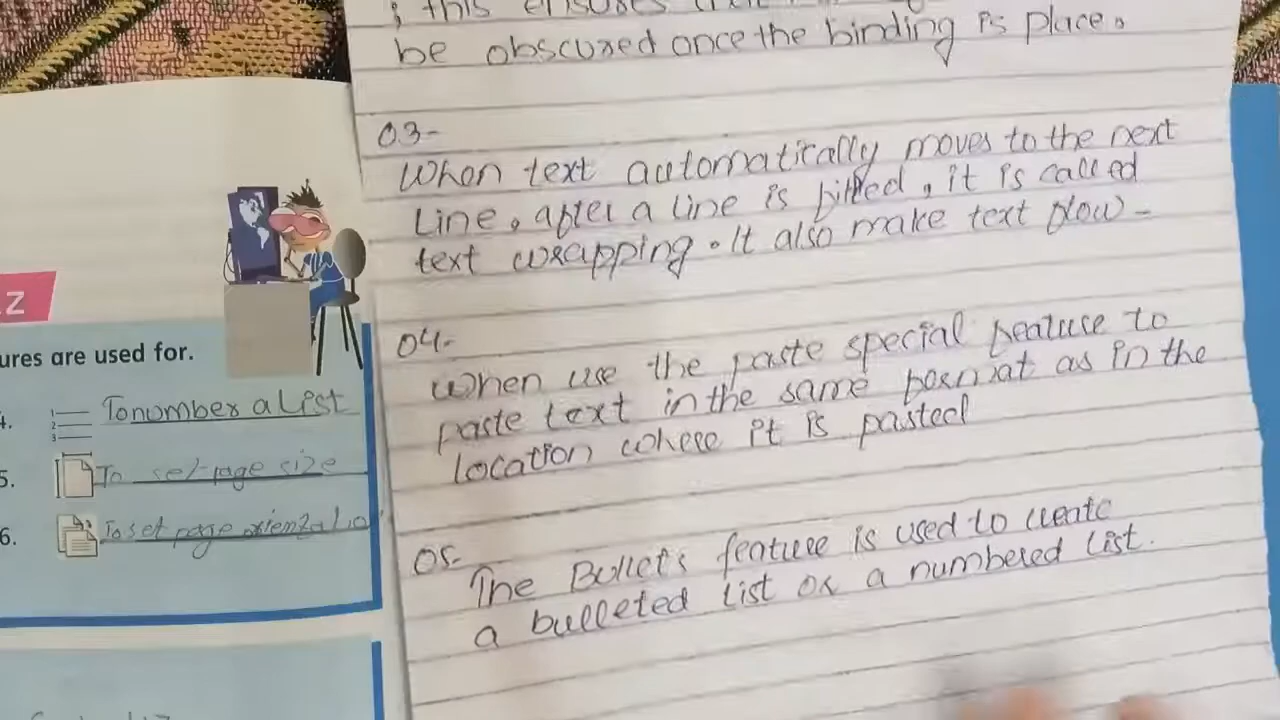 ; this ensures
be obscured once the binding is place.
03-
When text automatically moves to the next
Line, after a line is filled, it is called
text wrapping. It also make text flow-
04-
When use the paste special feature to
paste text in the same format as in the
location where it is pasted
05-
The Bullets feature is used to create
a bulleted list or a numbered list.
Z
ures are used for.
4. To number a List
5. To set page size
6. To set page